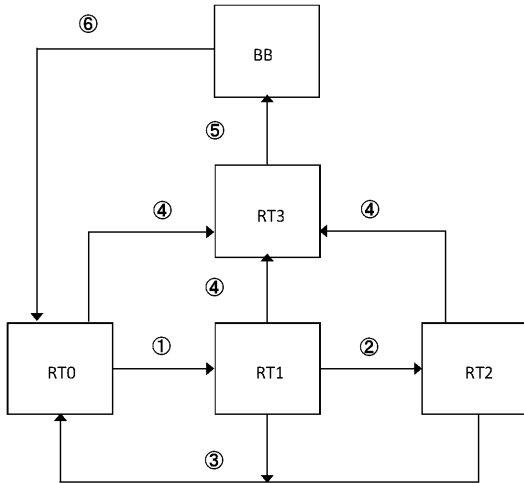 ⑥
BB
⑤
④
④
RT3
④
①
②
RT0
RT1
RT2
③